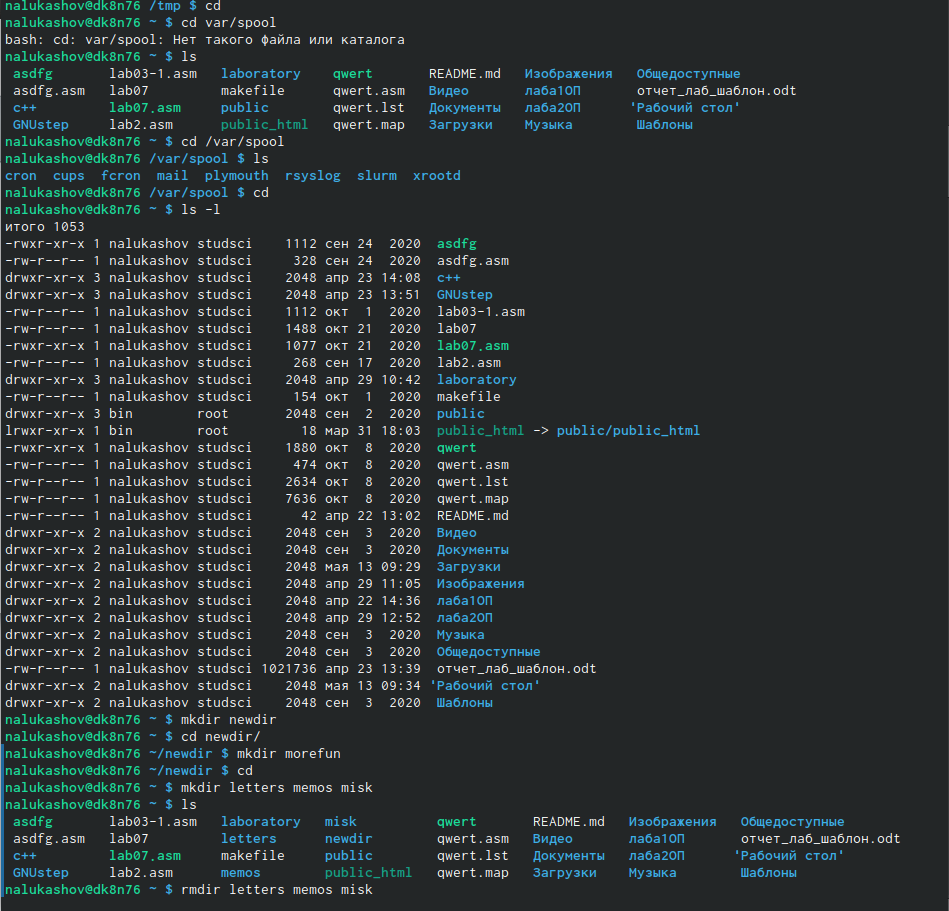 nalukashov@dk8n76 /tmp $ cd
nalukashov@dk8n76 ~ $ cd var/spool
bash: cd: var/spool: Нет такого файла или каталога
nalukashov@dk8n76 ~ $ ls
asdfg lab03-1.asm laboratory qwert README.md Изображения Общедоступные
asdfg.asm lab07 makefile qwert.asm Видео лаба1ОП отчет_лаб_шаблон.odt
c++ lab07.asm public qwert.lst Документы лаба2ОП 'Рабочий стол'
GNUstep lab2.asm public_html qwert.map Загрузки Музыка Шаблоны
nalukashov@dk8n76 ~ $ cd /var/spool
nalukashov@dk8n76 /var/spool $ ls
cron cups fcron mail plymouth rsyslog slurm xrootd
nalukashov@dk8n76 /var/spool $ cd
nalukashov@dk8n76 ~ $ ls -l
итого 1053
-rwxr-xr-x 1 nalukashov studsci 1112 сен 24 2020 asdfg
-rw-r--r-- 1 nalukashov studsci 328 сен 24 2020 asdfg.asm
drwxr-xr-x 3 nalukashov studsci 2048 апр 23 14:08 c++
drwxr-xr-x 3 nalukashov studsci 2048 апр 23 13:51 GNUstep
-rw-r--r-- 1 nalukashov studsci 1112 окт 1 2020 lab03-1.asm
-rw-r--r-- 1 nalukashov studsci 1488 окт 21 2020 lab07
-rwxr-xr-x 1 nalukashov studsci 1077 окт 21 2020 lab07.asm
-rw-r--r-- 1 nalukashov studsci 268 сен 17 2020 lab2.asm
drwxr-xr-x 3 nalukashov studsci 2048 апр 29 10:42 laboratory
-rw-r--r-- 1 nalukashov studsci 154 окт 1 2020 makefile
drwxr-xr-x 3 bin root 2048 сен 2 2020 public
lrwxr-xr-x 1 bin root 18 мар 31 18:03 public_html -> public/public_html
-rwxr-xr-x 1 nalukashov studsci 1880 окт 8 2020 qwert
-rw-r--r-- 1 nalukashov studsci 474 окт 8 2020 qwert.asm
-rw-r--r-- 1 nalukashov studsci 2634 окт 8 2020 qwert.lst
-rw-r--r-- 1 nalukashov studsci 7636 окт 8 2020 qwert.map
-rw-r--r-- 1 nalukashov studsci 42 апр 22 13:02 README.md
drwxr-xr-x 2 nalukashov studsci 2048 сен 3 2020 Видео
drwxr-xr-x 2 nalukashov studsci 2048 сен 3 2020 Документы
drwxr-xr-x 2 nalukashov studsci 2048 мая 13 09:29 Загрузки
drwxr-xr-x 2 nalukashov studsci 2048 апр 29 11:05 Изображения
drwxr-xr-x 2 nalukashov studsci 2048 апр 22 14:36 лаба1ОП
drwxr-xr-x 2 nalukashov studsci 2048 апр 29 12:52 лаба2ОП
drwxr-xr-x 2 nalukashov studsci 2048 сен 3 2020 Музыка
drwxr-xr-x 2 nalukashov studsci 2048 сен 3 2020 Общедоступные
-rw-r--r-- 1 nalukashov studsci 1021736 апр 23 13:39 отчет_лаб_шаблон.odt
drwxr-xr-x 2 nalukashov studsci 2048 мая 13 09:34 'Рабочий стол'
drwxr-xr-x 2 nalukashov studsci 2048 сен 3 2020 Шаблоны
nalukashov@dk8n76 ~ $ mkdir newdir
nalukashov@dk8n76 ~ $ cd newdir/
nalukashov@dk8n76 ~/newdir $ mkdir morefun
nalukashov@dk8n76 ~/newdir $ cd
nalukashov@dk8n76 ~ $ mkdir letters memos misk
nalukashov@dk8n76 ~ $ ls
asdfg lab03-1.asm laboratory misk qwert README.md Изображения Общедоступные
asdfg.asm lab07 letters newdir qwert.asm Видео лаба1ОП отчет_лаб_шаблон.odt
c++ lab07.asm makefile public qwert.lst Документы лаба2ОП 'Рабочий стол'
GNUstep lab2.asm memos public_html qwert.map Загрузки Музыка Шаблоны
nalukashov@dk8n76 ~ $ rmdir letters memos misk